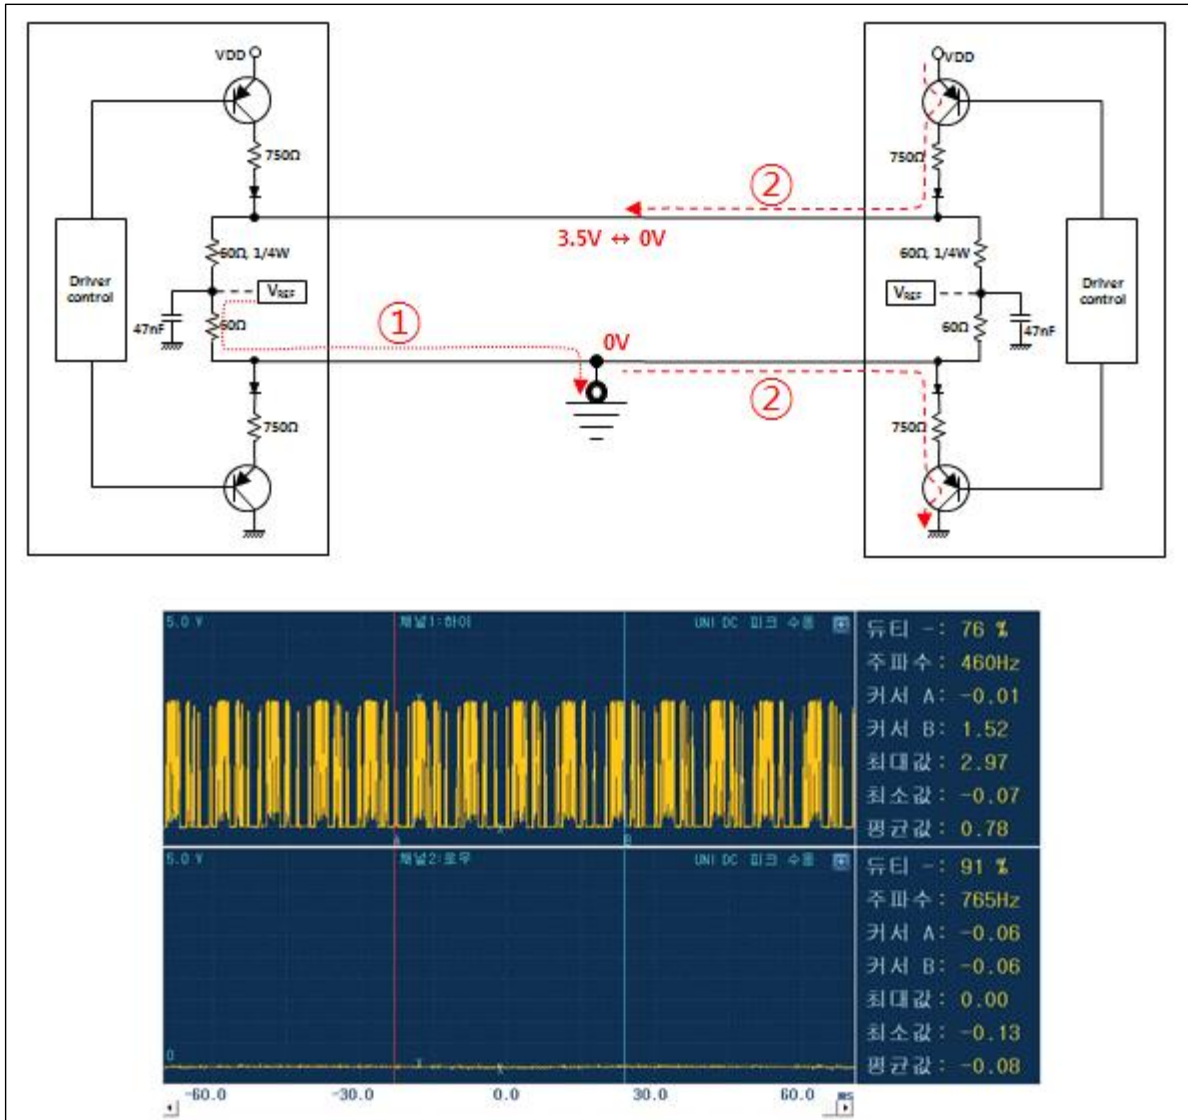 VDD
VDD
750Ω
750Ω
②
3.5V ↔ 0V
60Ω, 1/4W
60Ω, 1/4W
Driver
control
VREF
VREF
Driver
control
47nF
60Ω
①
0V
60Ω
47nF
②
750Ω
750Ω
5.0 V 채널1:하이 UNI DC 피크 수동
듀티 -: 76 %
주파수: 460Hz
커서 A: -0.01
커서 B: 1.52
최대값: 2.97
최소값: -0.07
평균값: 0.78
A B
5.0 V 채널2:로우 UNI DC 피크 수동
듀티 -: 91 %
주파수: 765Hz
커서 A: -0.06
커서 B: -0.06
최대값: 0.00
최소값: -0.13
평균값: -0.08
0
-60.0 -30.0 0.0 30.0 60.0 ms